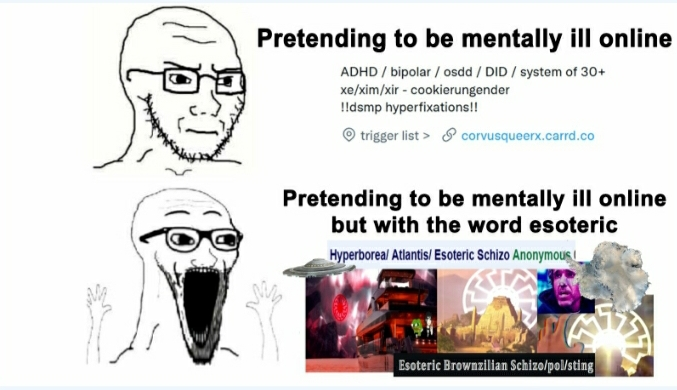 Pretending to be mentally ill online
ADHD / bipolar / osdd / DID / system of 30+
xe/xim/xir - cookierungender
!!dsmp hyperfixations!!
trigger list > corvusqueerx.carrd.co
Pretending to be mentally ill online
but with the word esoteric
Hyperborea/ Atlantis/ Esoteric Schizo Anonymous
Esoteric Brownzilian Schizo/pol/sting